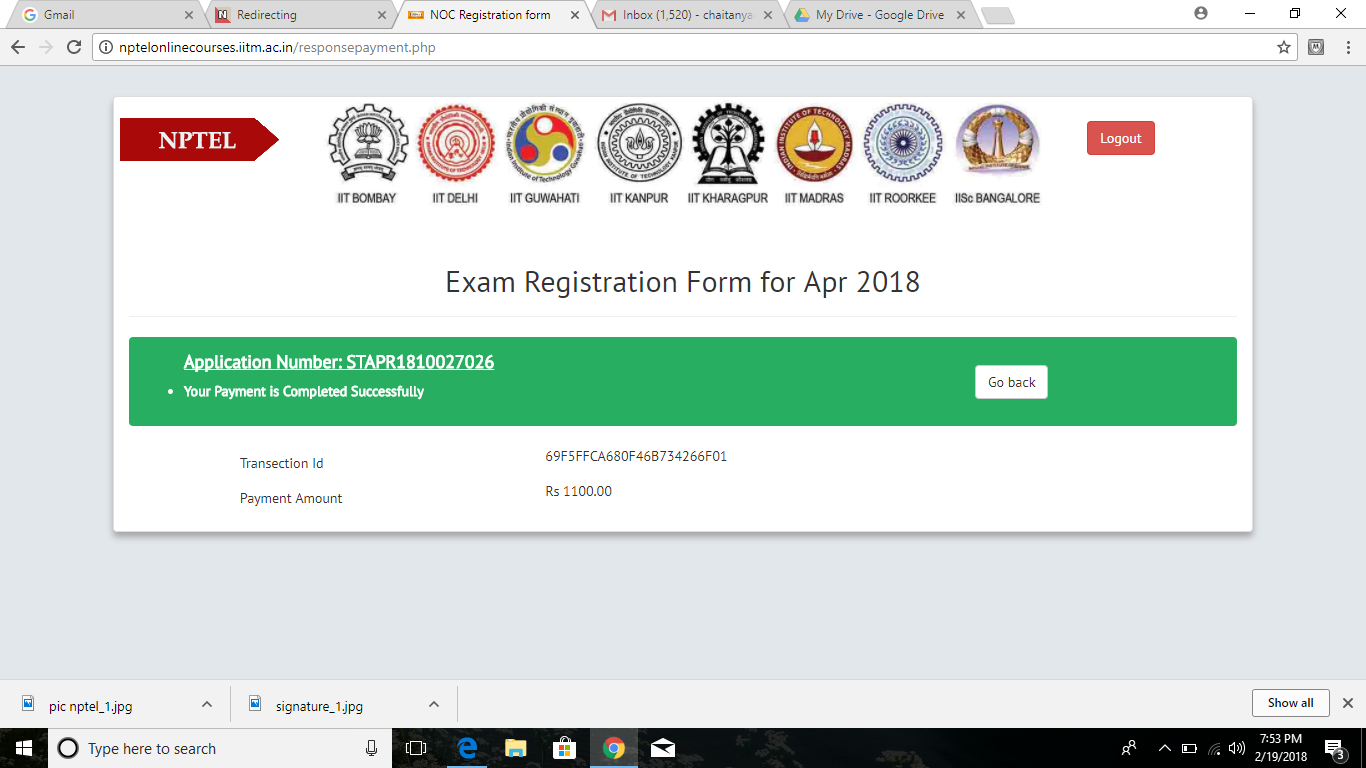 Gmail
Redirecting
NOC Registration form
Inbox (1,520) - chaitanya
My Drive - Google Drive
nptelonlinecourses.iitm.ac.in/responsepayment.php
NPTEL
IIT BOMBAY
IIT DELHI
IIT GUWAHATI
IIT KANPUR
IIT KHARAGPUR
IIT MADRAS
IIT ROORKEE
IISc BANGALORE
Logout
Exam Registration Form for Apr 2018
Application Number: STAPR1810027026
Your Payment is Completed Successfully
Go back
Transection Id
69F5FFCA680F46B734266F01
Payment Amount
Rs 1100.00
pic nptel_1.jpg
signature_1.jpg
Show all
Type here to search
7:53 PM
2/19/2018
3